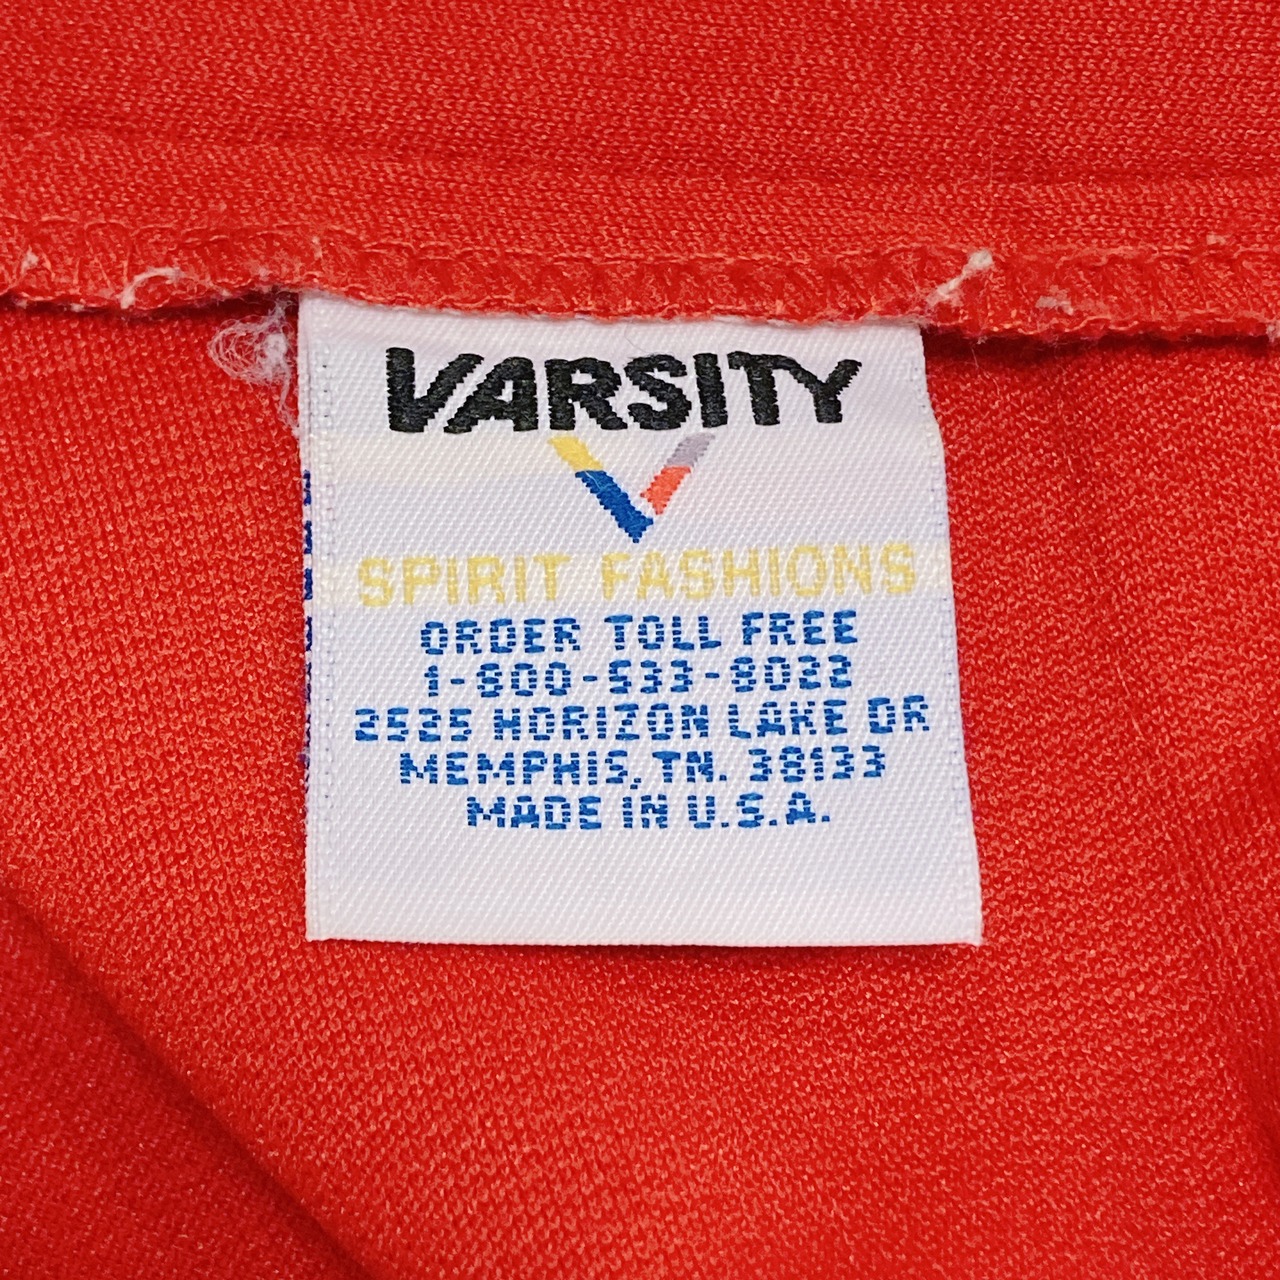 VARSITY
SPIRIT FASHIONS
ORDER TOLL FREE
1-800-533-8022
2525 HORIZON LAKE DR
MEMPHIS, TN. 38133
MADE IN U.S.A.